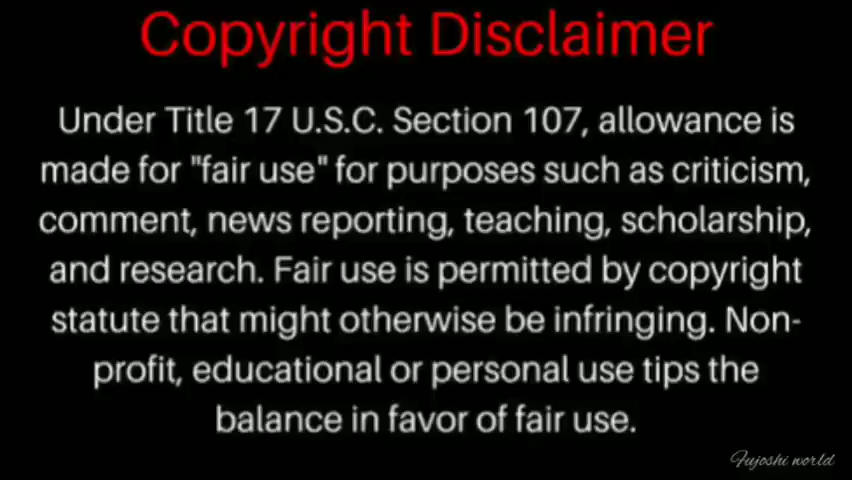 Copyright Disclaimer
Under Title 17 U.S.C. Section 107, allowance is
made for "fair use" for purposes such as criticism,
comment, news reporting, teaching, scholarship,
and research. Fair use is permitted by copyright
statute that might otherwise be infringing. Non-
profit, educational or personal use tips the
balance in favor of fair use.
Fujoshi world